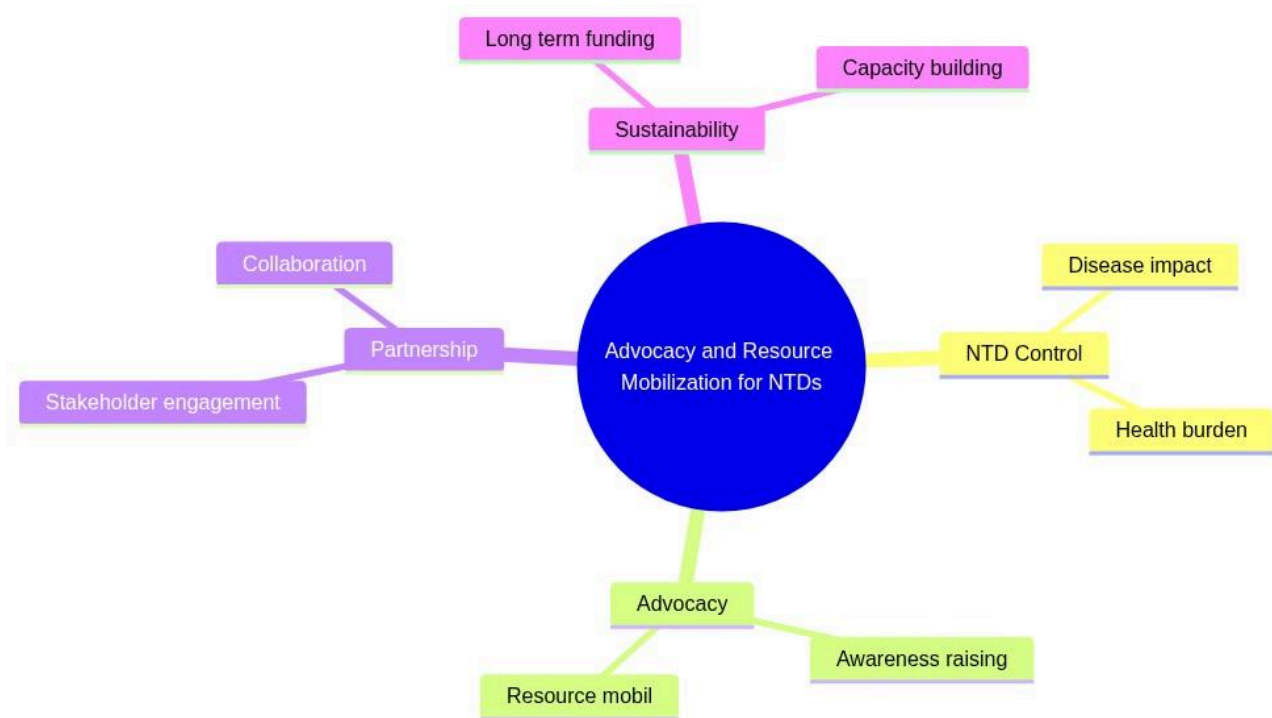 Long term funding
Capacity building
Sustainability
Collaboration
Disease impact
Partnership
Advocacy and Resource
Mobilization for NTDs
NTD Control
Stakeholder engagement
Health burden
Advocacy
Awareness raising
Resource mobil